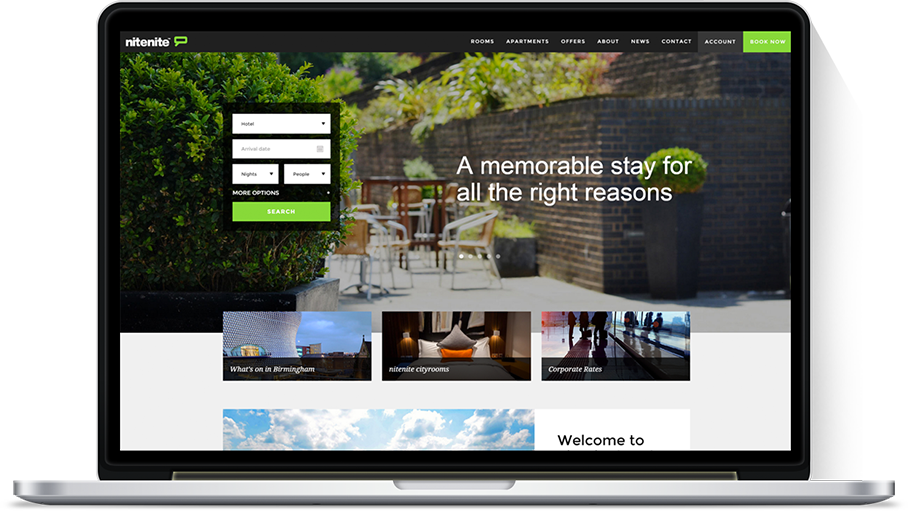 nitenite™
ROOMS APARTMENTS OFFERS ABOUT NEWS CONTACT ACCOUNT BOOK NOW
Hotel
Arrival date
Nights People
MORE OPTIONS +
SEARCH
A memorable stay for
all the right reasons
What's on in Birmingham
nitenite cityrooms
Corporate Rates
Welcome to